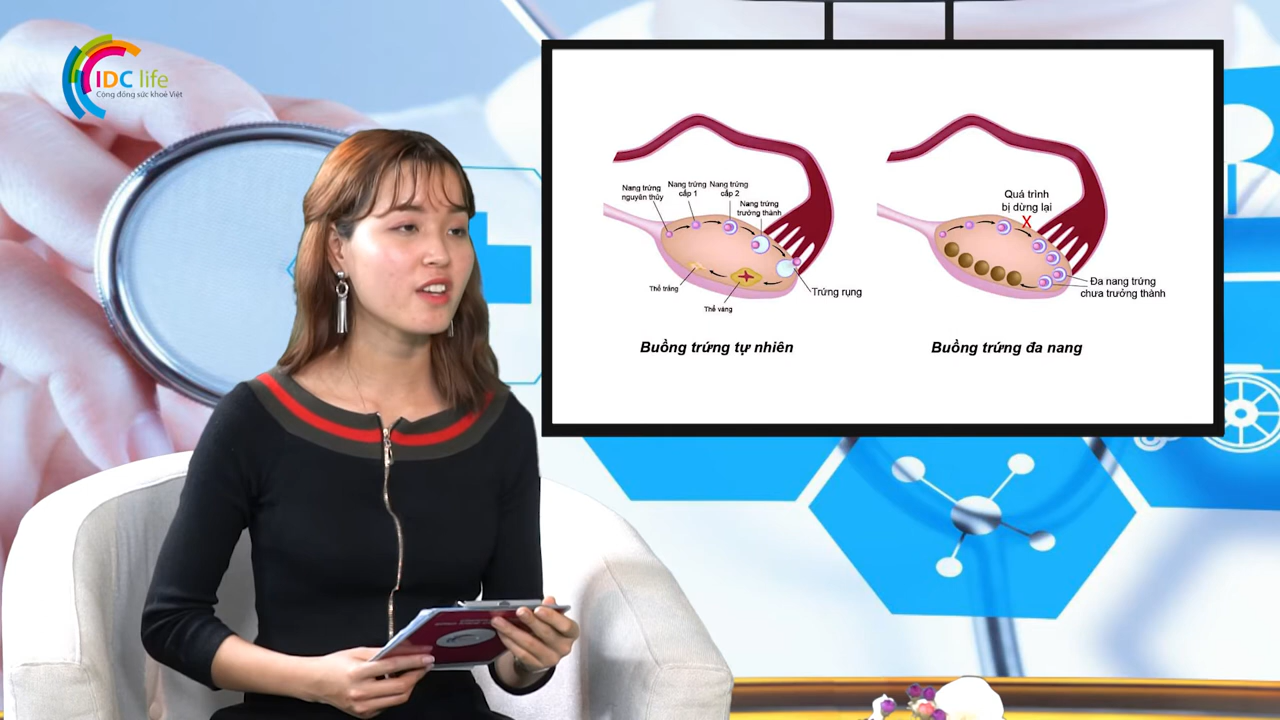 IDC life
Cộng đồng sức khoẻ Việt
Nang trứng
nguyên thủy
Nang trứng
cấp 1
Nang trứng
cấp 2
Nang trứng
trưởng thành
Thể trắng
Thể vàng
Trứng rụng
Buồng trứng tự nhiên
Quá trình
bị dừng lại
X
Đa nang trứng
chưa trưởng thành
Buồng trứng đa nang